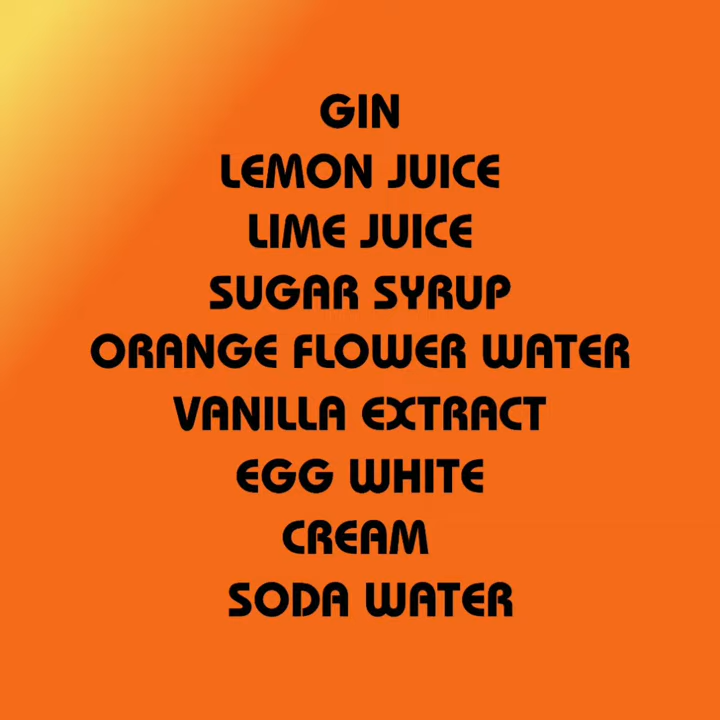 GIN
LEMON JUICE
LIME JUICE
SUGAR SYRUP
ORANGE FLOWER WATER
VANILLA EXTRACT
EGG WHITE
CREAM
SODA WATER